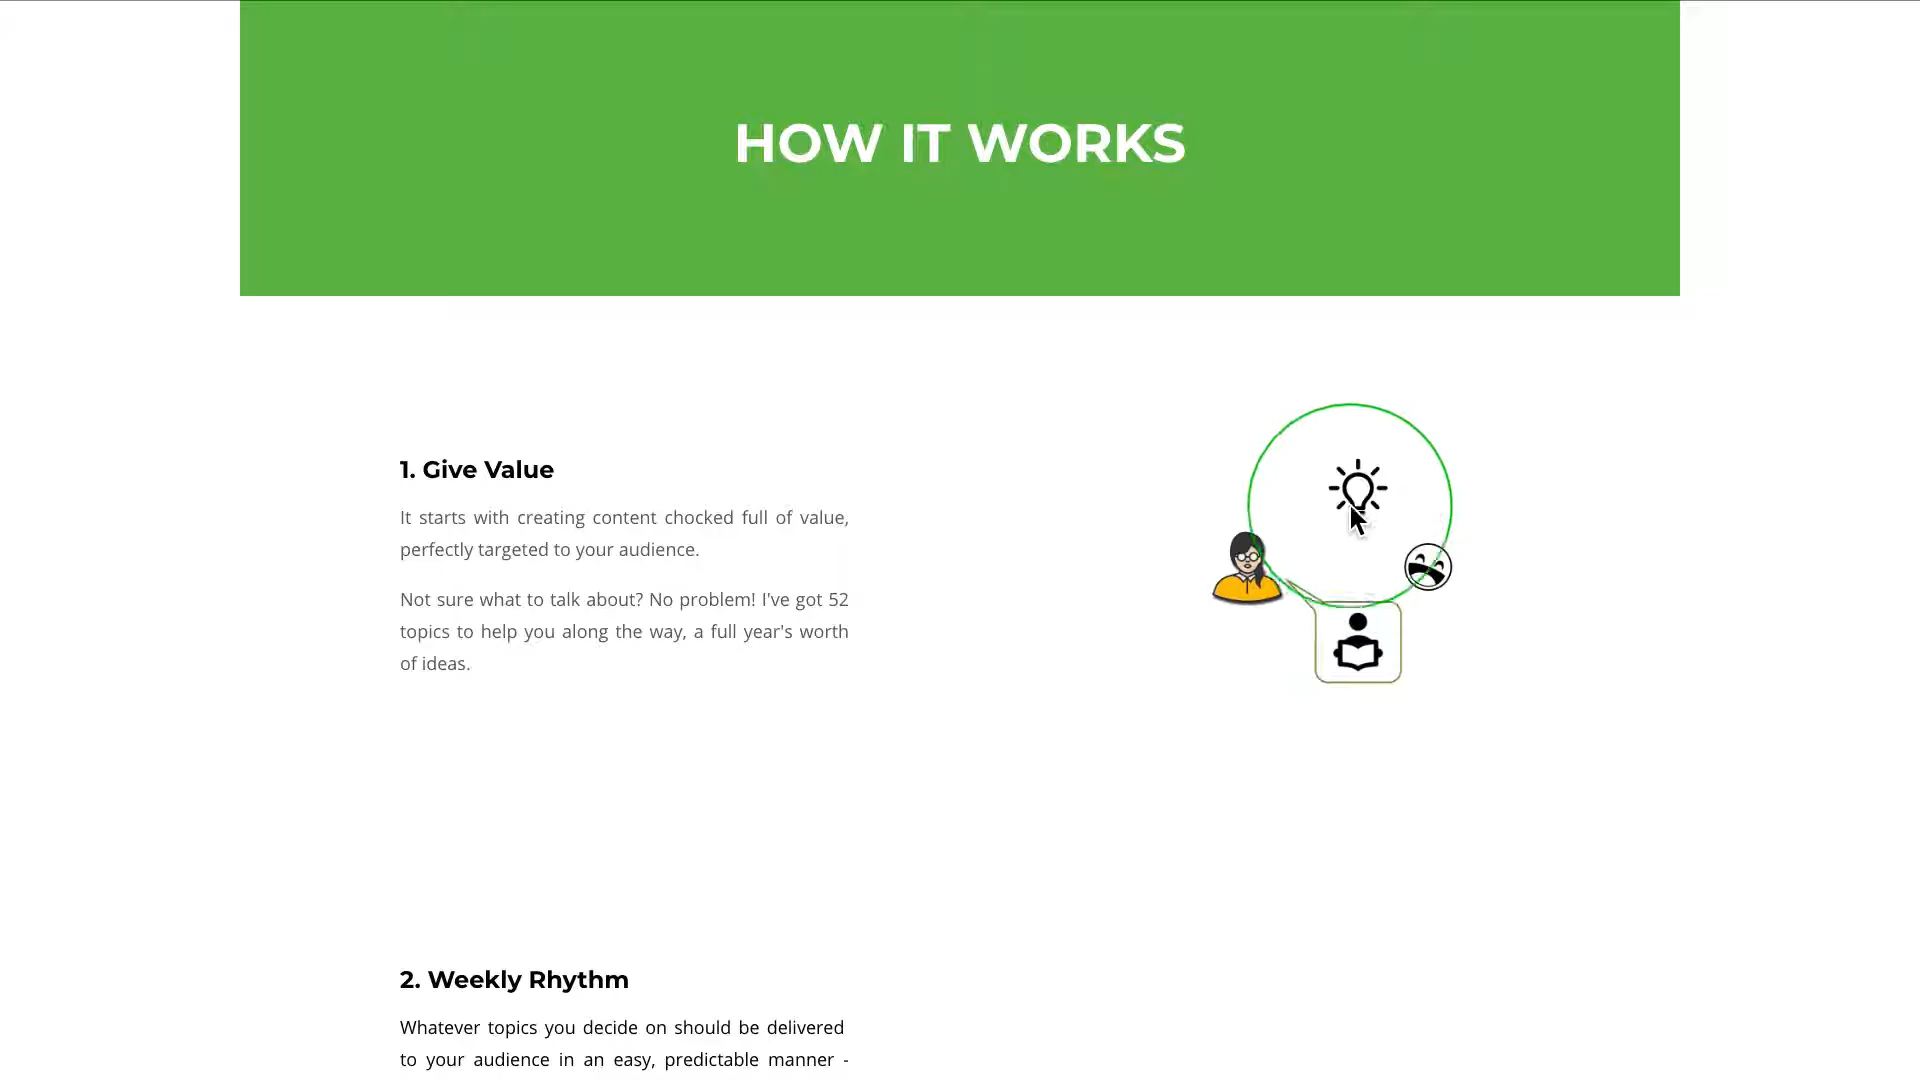 HOW IT WORKS
1. Give Value
It starts with creating content chocked full of value,
perfectly targeted to your audience.
Not sure what to talk about? No problem! I've got 52
topics to help you along the way, a full year's worth
of ideas.
2. Weekly Rhythm
Whatever topics you decide on should be delivered
to your audience in an easy, predictable manner -